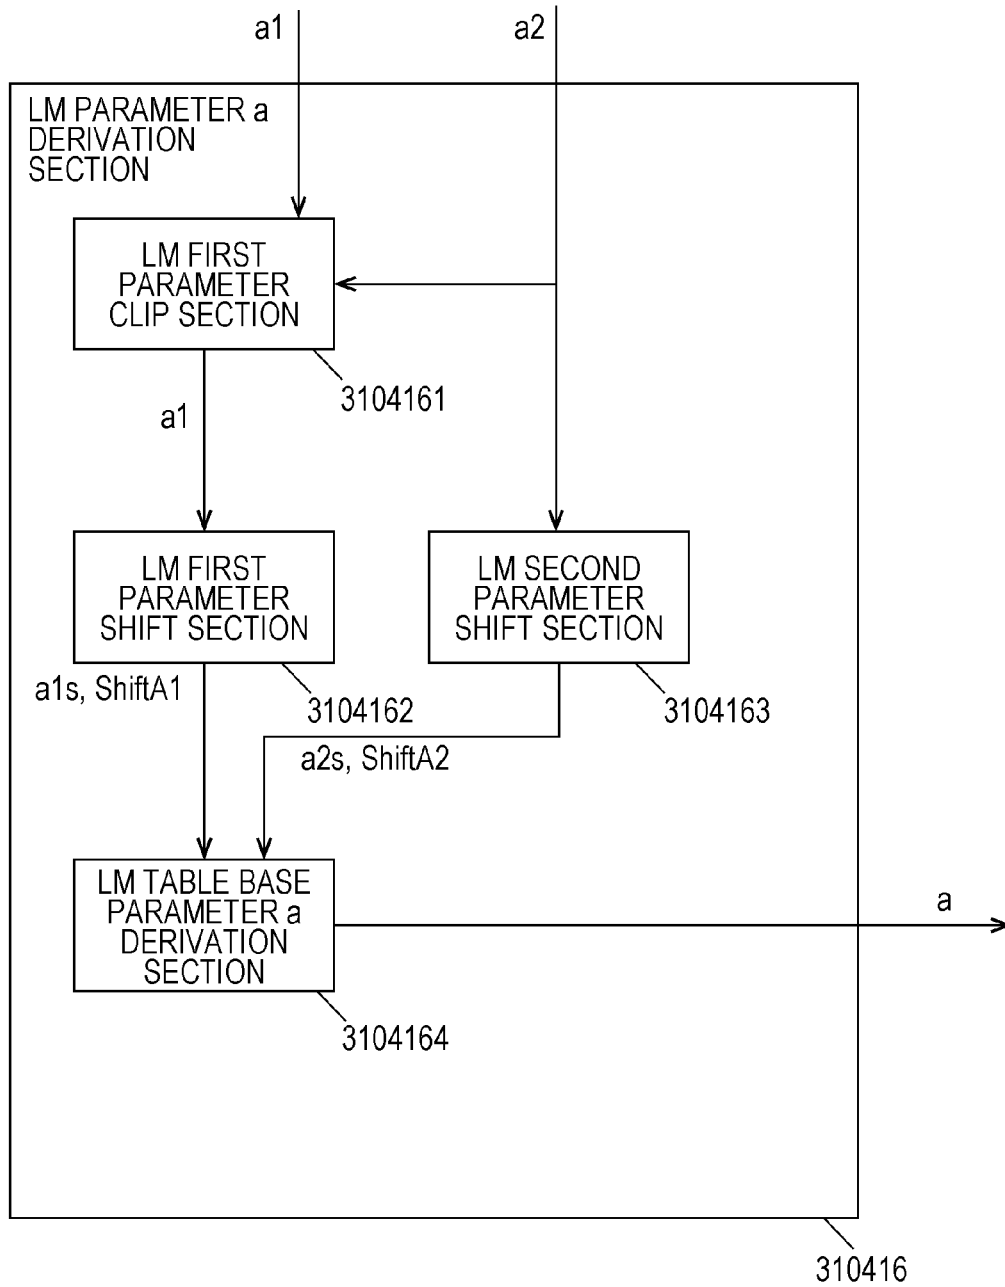 a1
a2
LM PARAMETER a
DERIVATION
SECTION
LM FIRST
PARAMETER
CLIP SECTION
3104161
a1
LM FIRST
PARAMETER
SHIFT SECTION
LM SECOND
PARAMETER
SHIFT SECTION
a1s, ShiftA1
3104162
3104163
a2s, ShiftA2
LM TABLE BASE
PARAMETER a
DERIVATION
SECTION
a
3104164
310416